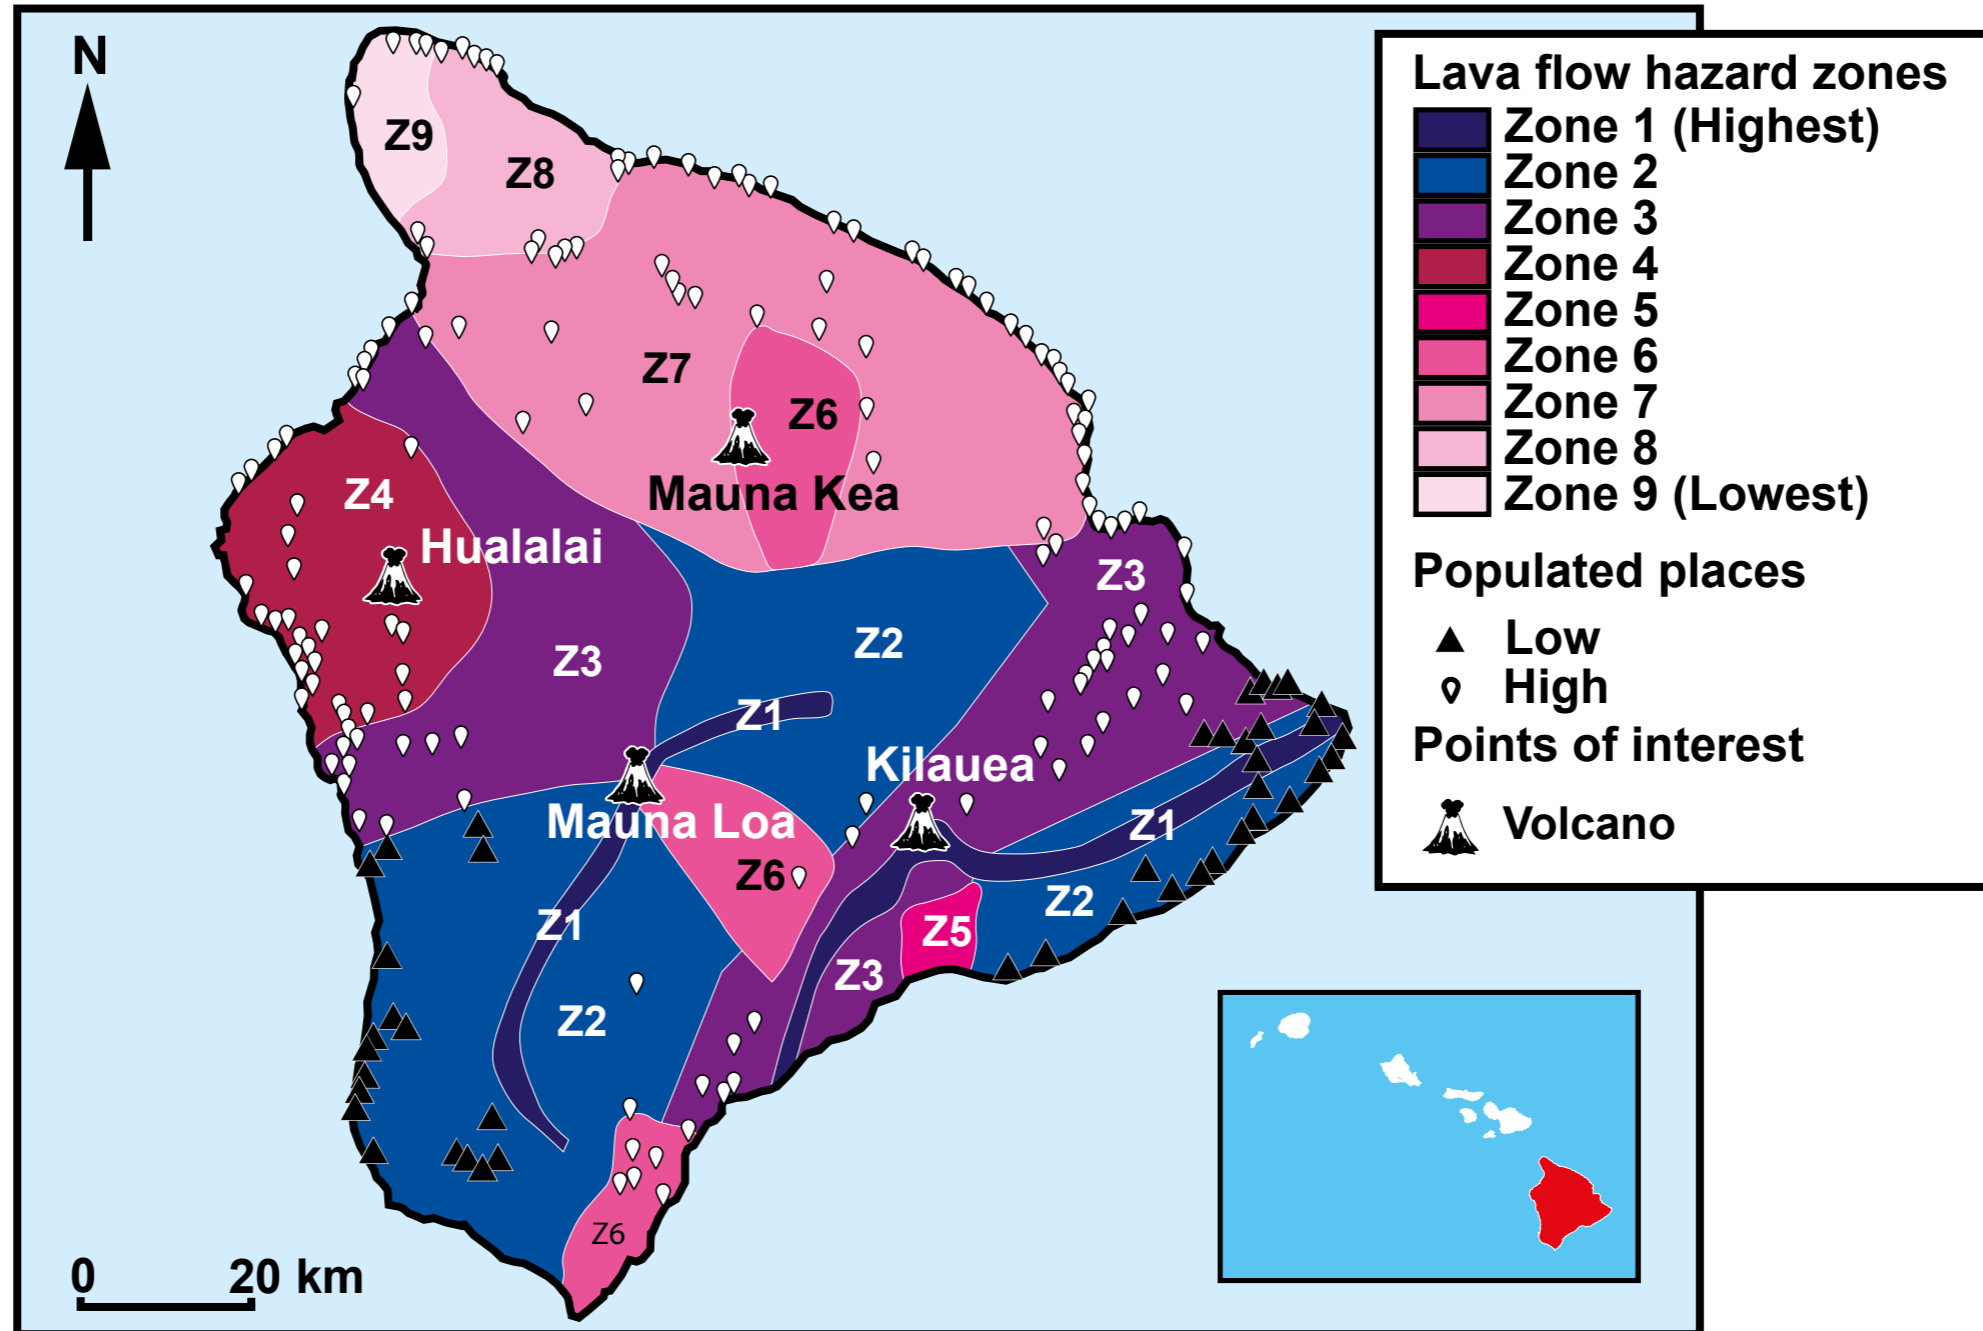 N
Z9
Z8
Z7
Z6
Mauna Kea
Z4
Hualalai
Z3
Z3
Z2
Z1
Kilauea
Mauna Loa
Z6
Z1
Z1
Z2
Z5
Z3
Z2
Z6
0 20 km
Lava flow hazard zones
Zone 1 (Highest)
Zone 2
Zone 3
Zone 4
Zone 5
Zone 6
Zone 7
Zone 8
Zone 9 (Lowest)
Populated places
Low
High
Points of interest
Volcano